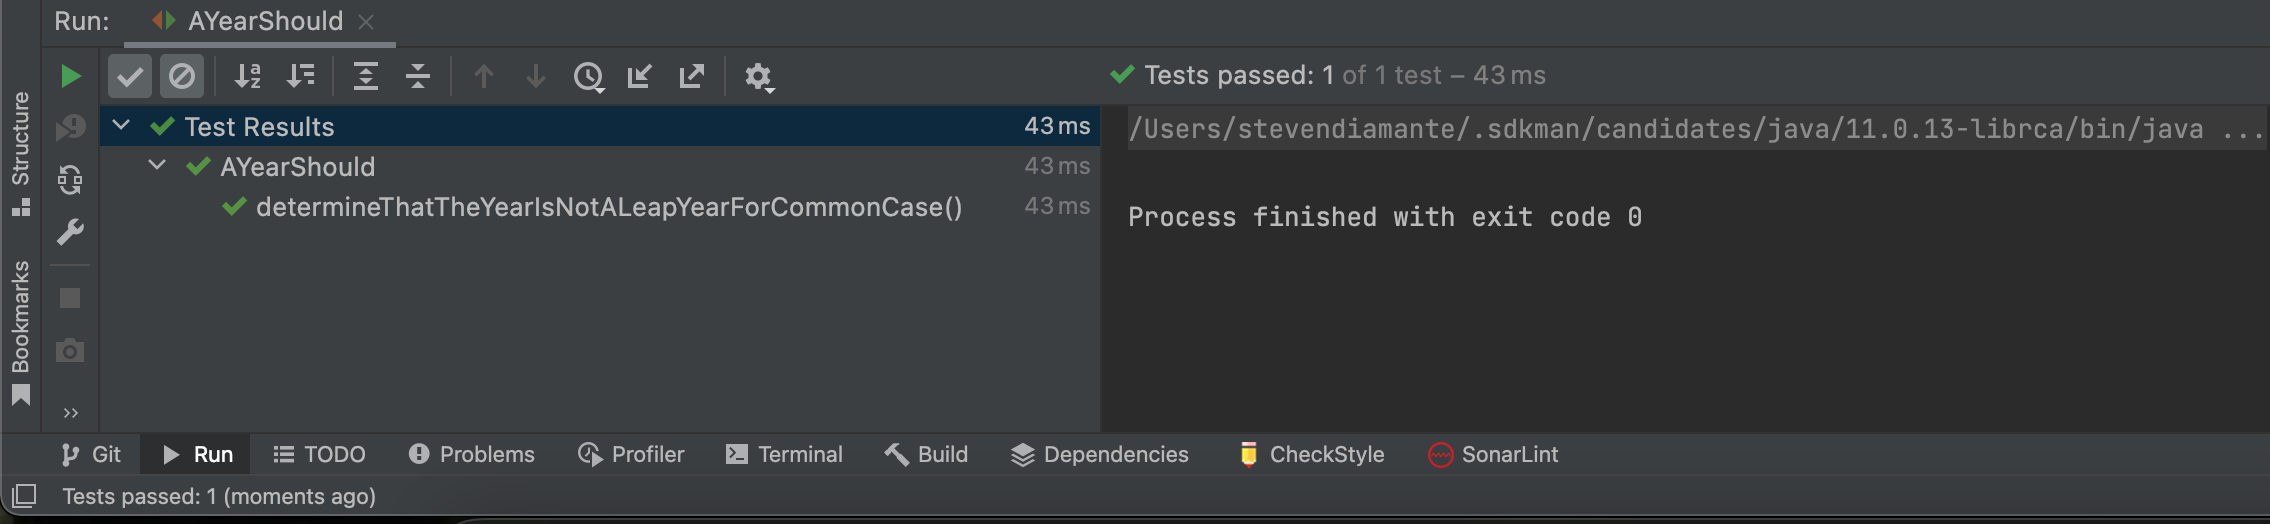 Run: AYearShould
Tests passed: 1 of 1 test – 43 ms
Test Results 43 ms
AYearShould 43 ms
determineThatTheYearIsNotALeapYearForCommonCase() 43 ms
/Users/stevendiamante/.sdkman/candidates/java/11.0.13-librca/bin/java ...
Process finished with exit code 0
Structure
Bookmarks
Git Run TODO Problems Profiler Terminal Build Dependencies CheckStyle SonarLint
Tests passed: 1 (moments ago)